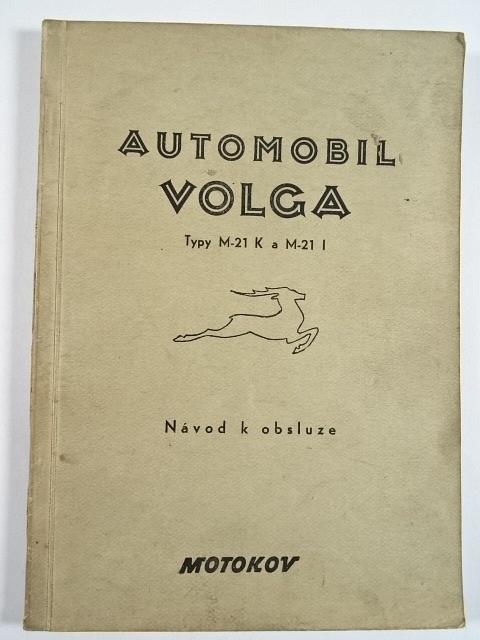 AUTOMOBIL
VOLGA
Typy M-21 K a M-21 I
Návod k obsluze
MOTOKOV